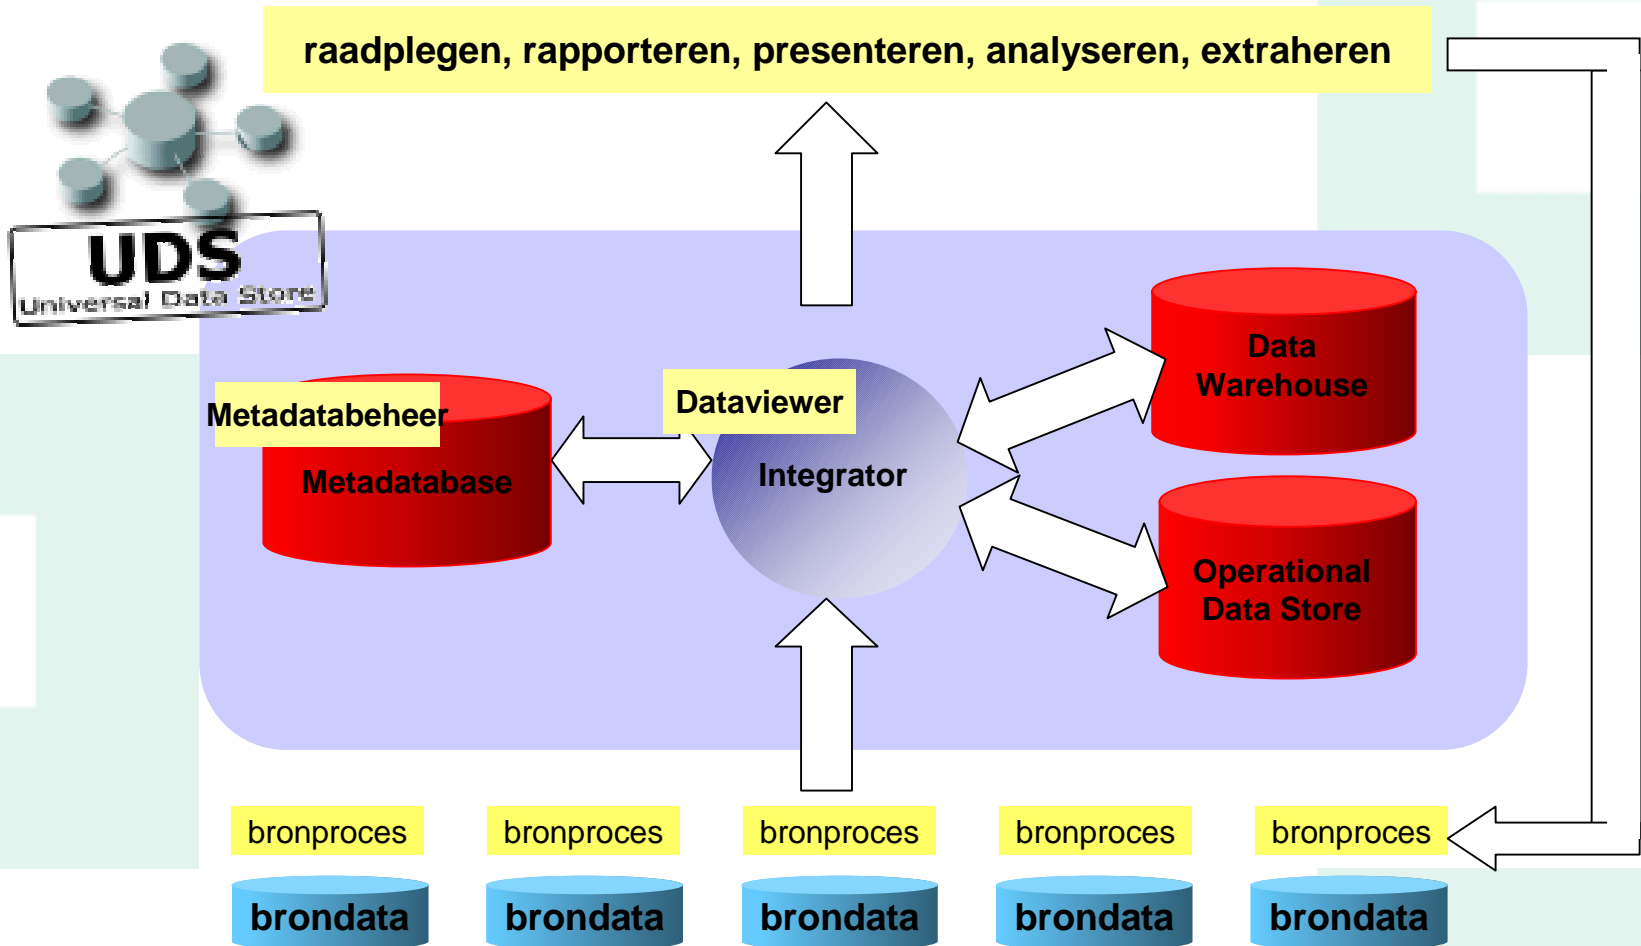 raadplegen, rapporteren, presenteren, analyseren, extraheren
UDS
Universal Data Store
Data
Warehouse
Metadatabeheer
Dataviewer
Metadatabase
Integrator
Operational
Data Store
bronproces
bronproces
bronproces
bronproces
bronproces
brondata
brondata
brondata
brondata
brondata